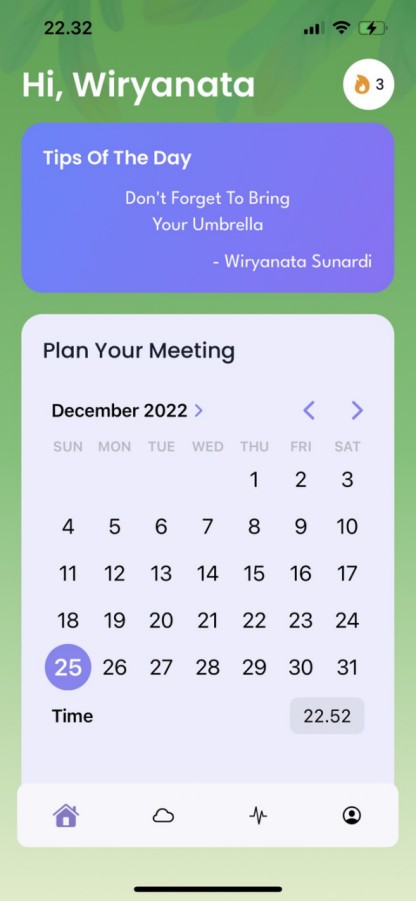 22.32
Hi, Wiryanata
3
Tips Of The Day
Don't Forget To Bring
Your Umbrella
- Wiryanata Sunardi
Plan Your Meeting
December 2022
SUN MON TUE WED THU FRI SAT
1 2 3
4 5 6 7 8 9 10
11 12 13 14 15 16 17
18 19 20 21 22 23 24
25 26 27 28 29 30 31
Time 22.52